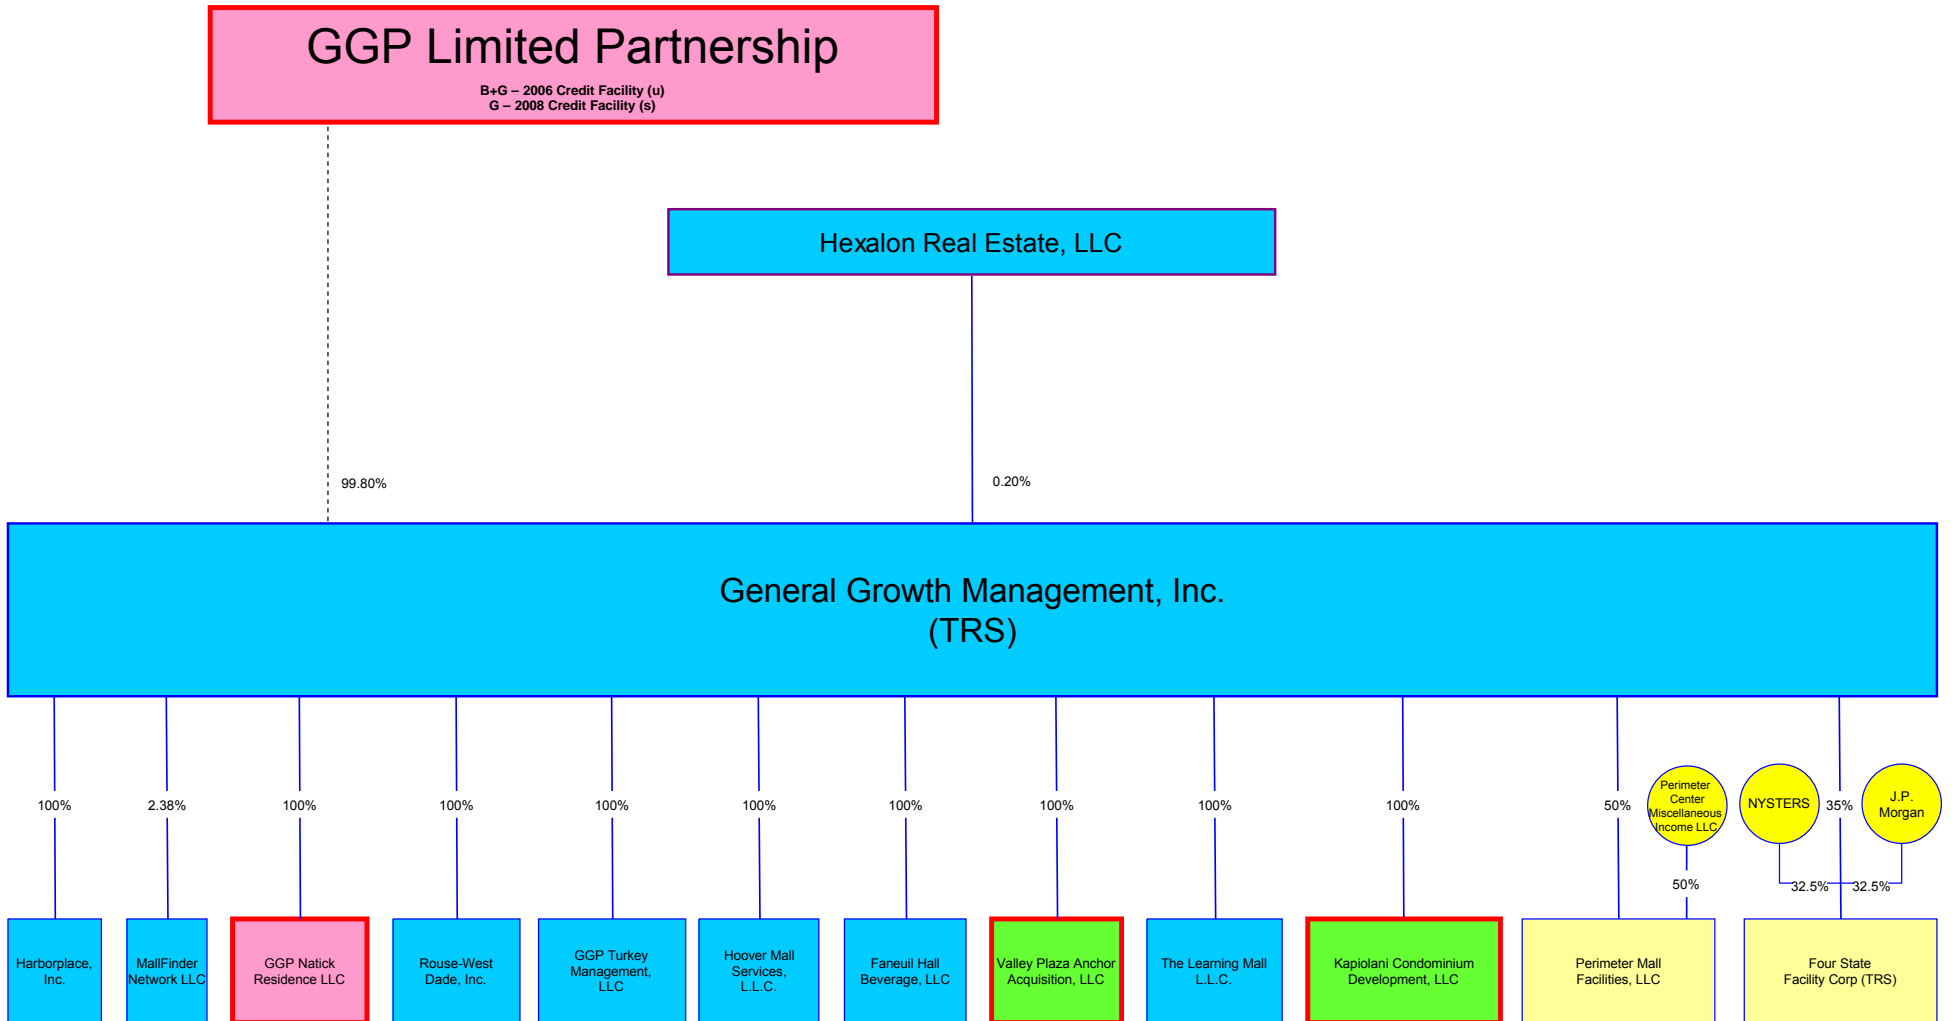 GGP Limited Partnership
B+G – 2006 Credit Facility (u)
G – 2008 Credit Facility (s)
Hexalon Real Estate, LLC
99.80%
0.20%
General Growth Management, Inc.
(TRS)
100%
2.38%
100%
100%
100%
100%
100%
100%
100%
100%
50%
Perimeter
Center
Miscellaneous
Income LLC
NYSTERS
35%
J.P.
Morgan
50%
32.5%
32.5%
Harborplace,
Inc.
MallFinder
Network LLC
GGP Natick
Residence LLC
Rouse-West
Dade, Inc.
GGP Turkey
Management,
LLC
Hoover Mall
Services,
L.L.C.
Faneuil Hall
Beverage, LLC
Valley Plaza Anchor
Acquisition, LLC
The Learning Mall
L.L.C.
Kapiolani Condominium
Development, LLC
Perimeter Mall
Facilities, LLC
Four State
Facility Corp (TRS)